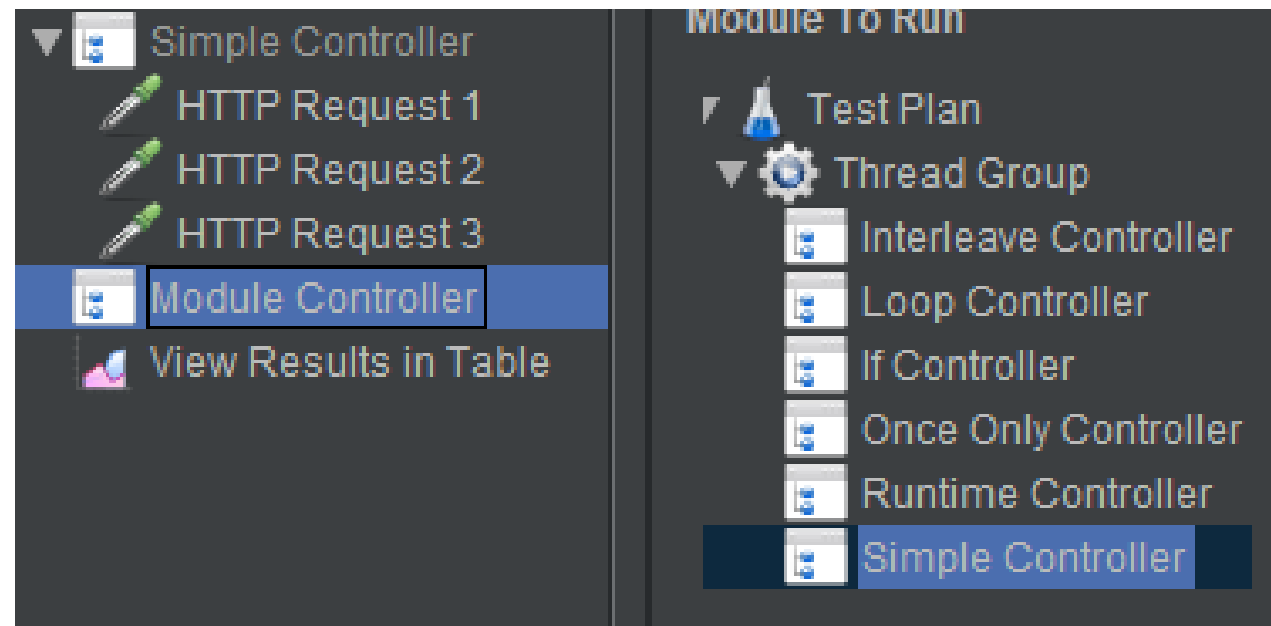 Simple Controller
HTTP Request 1
HTTP Request 2
HTTP Request 3
Module Controller
View Results in Table
Module To Run
Test Plan
Thread Group
Interleave Controller
Loop Controller
If Controller
Once Only Controller
Runtime Controller
Simple Controller